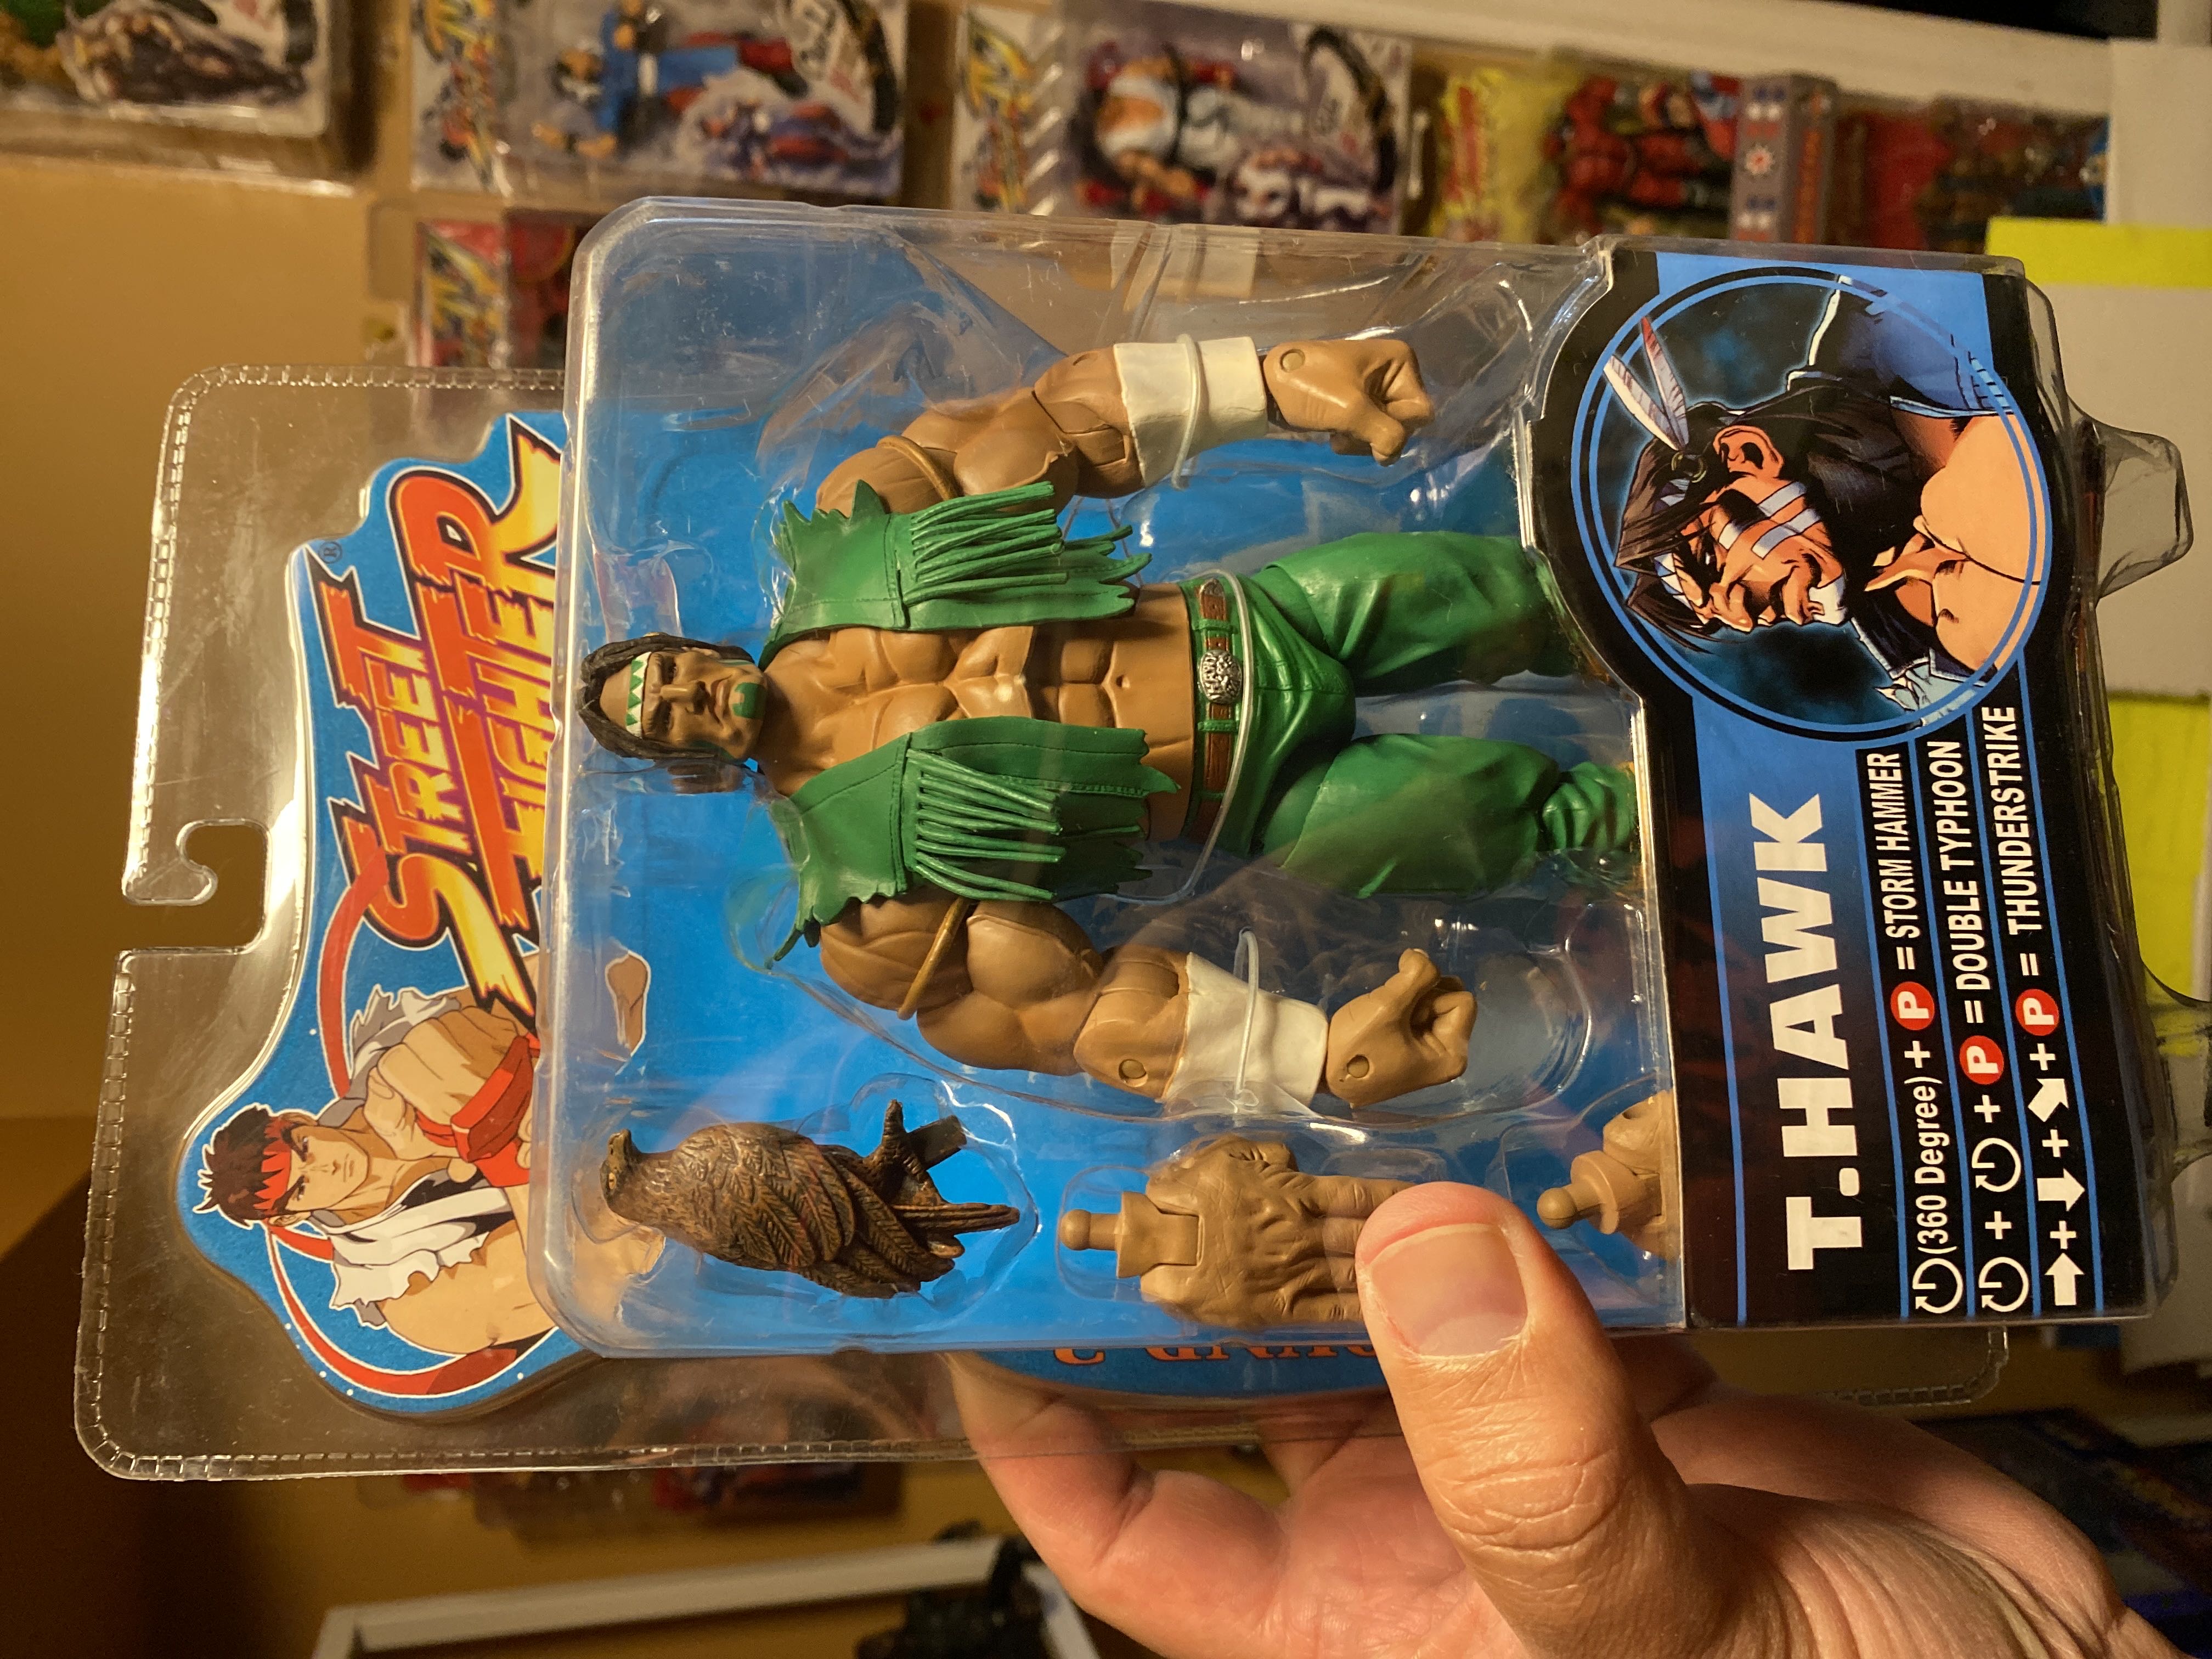 ®
STREET
FIGHTER
T.HAWK
(360 Degree) + P = STORM HAMMER
+ + P = DOUBLE TYPHOON
+ + + P = THUNDERSTRIKE